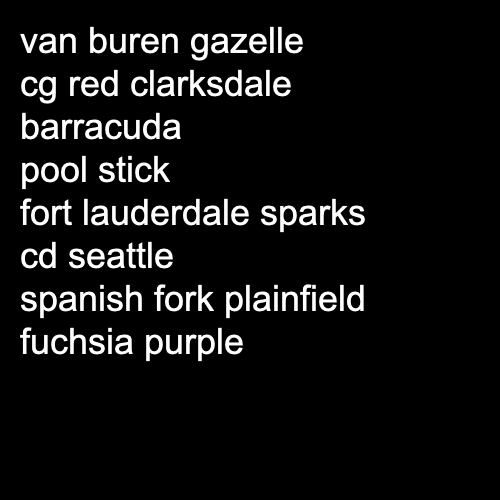 van buren gazelle
cg red clarksdale
barracuda
pool stick
fort lauderdale sparks
cd seattle
spanish fork plainfield
fuchsia purple